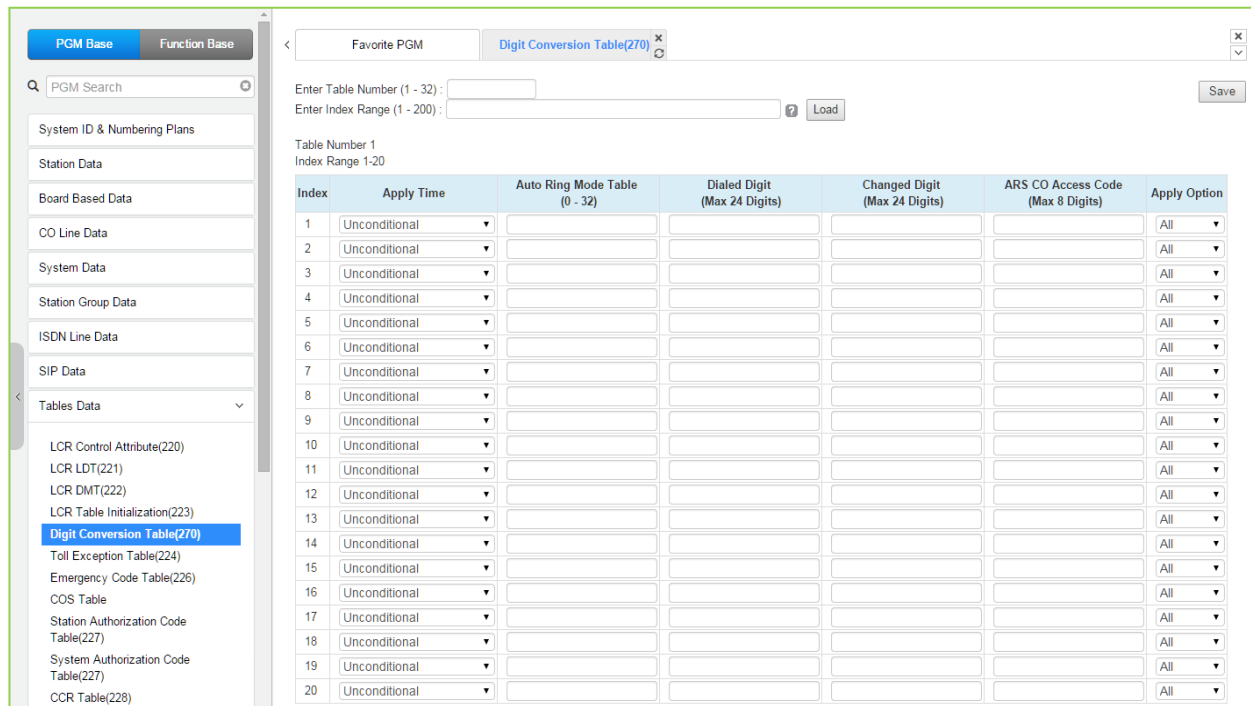 PGM Base Function Base
PGM Search
System ID & Numbering Plans
Station Data
Board Based Data
CO Line Data
System Data
Station Group Data
ISDN Line Data
SIP Data
Tables Data
LCR Control Attribute(220)
LCR LDT(221)
LCR DMT(222)
LCR Table Initialization(223)
Digit Conversion Table(270)
Toll Exception Table(224)
Emergency Code Table(226)
COS Table
Station Authorization Code
Table(227)
System Authorization Code
Table(227)
CCR Table(228)
Favorite PGM Digit Conversion Table(270)
Enter Table Number (1 - 32) :
Save
Enter Index Range (1 - 200) : Load
Table Number 1
Index Range 1-20
Index Apply Time Auto Ring Mode Table (0 - 32) Dialed Digit (Max 24 Digits) Changed Digit (Max 24 Digits) ARS CO Access Code (Max 8 Digits) Apply Option
1 Unconditional All
2 Unconditional All
3 Unconditional All
4 Unconditional All
5 Unconditional All
6 Unconditional All
7 Unconditional All
8 Unconditional All
9 Unconditional All
10 Unconditional All
11 Unconditional All
12 Unconditional All
13 Unconditional All
14 Unconditional All
15 Unconditional All
16 Unconditional All
17 Unconditional All
18 Unconditional All
19 Unconditional All
20 Unconditional All